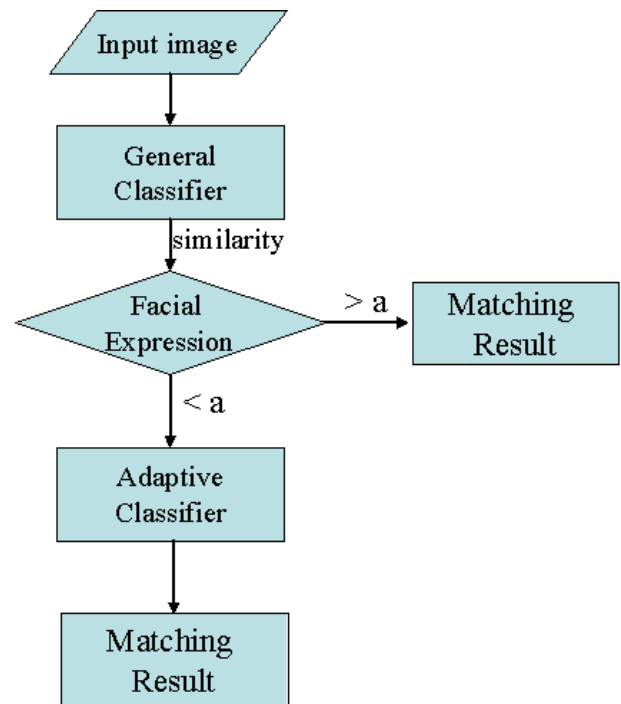 Input image
General
Classifier
similarity
Facial
Expression
> a
Matching
Result
< a
Adaptive
Classifier
Matching
Result